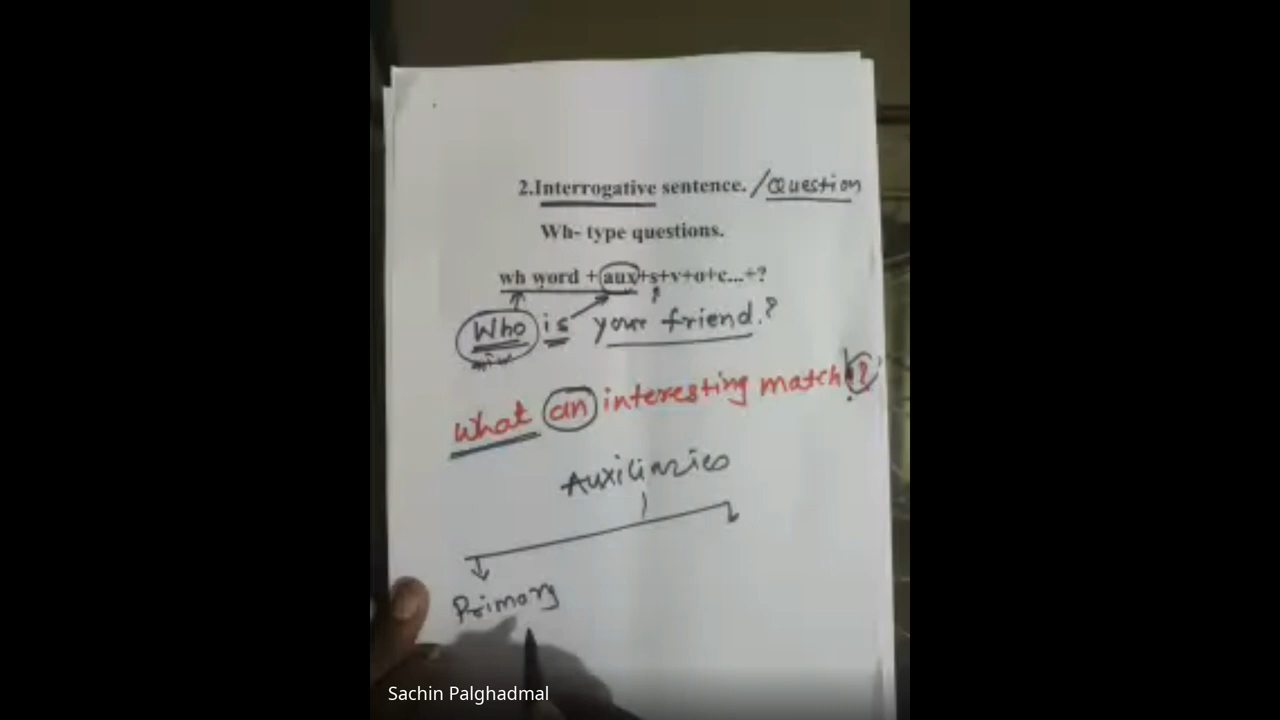 2.Interrogative sentence. /Question
Wh- type questions.
wh word +aux+s+v+o+c...+?
Who is your friend.?
What an interesting match
Auxiliaries
Primary
Sachin Palghadmal